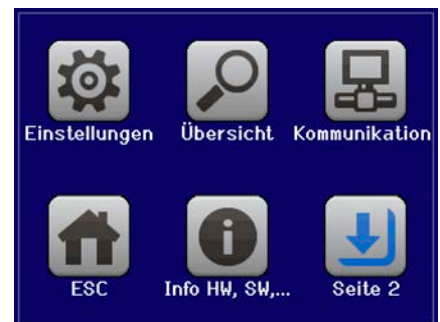 Einstellungen Übersicht Kommunikation
ESC Info HW, SW,... Seite 2